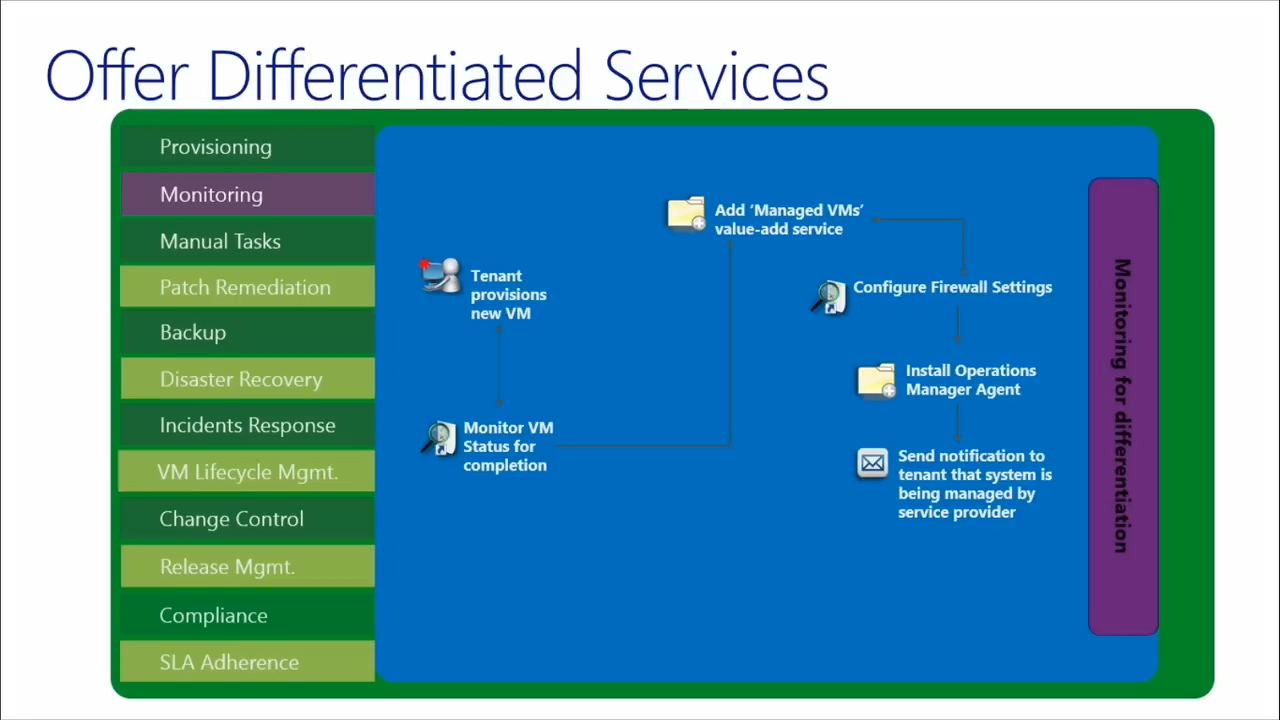 Offer Differentiated Services
Provisioning
Monitoring
Manual Tasks
Patch Remediation
Backup
Disaster Recovery
Incidents Response
VM Lifecycle Mgmt.
Change Control
Release Mgmt.
Compliance
SLA Adherence
Tenant
provisions
new VM
Monitor VM
Status for
completion
Add ‘Managed VMs’
value-add service
Configure Firewall Settings
Install Operations
Manager Agent
Send notification to
tenant that system is
being managed by
service provider
Monitoring for differentiation